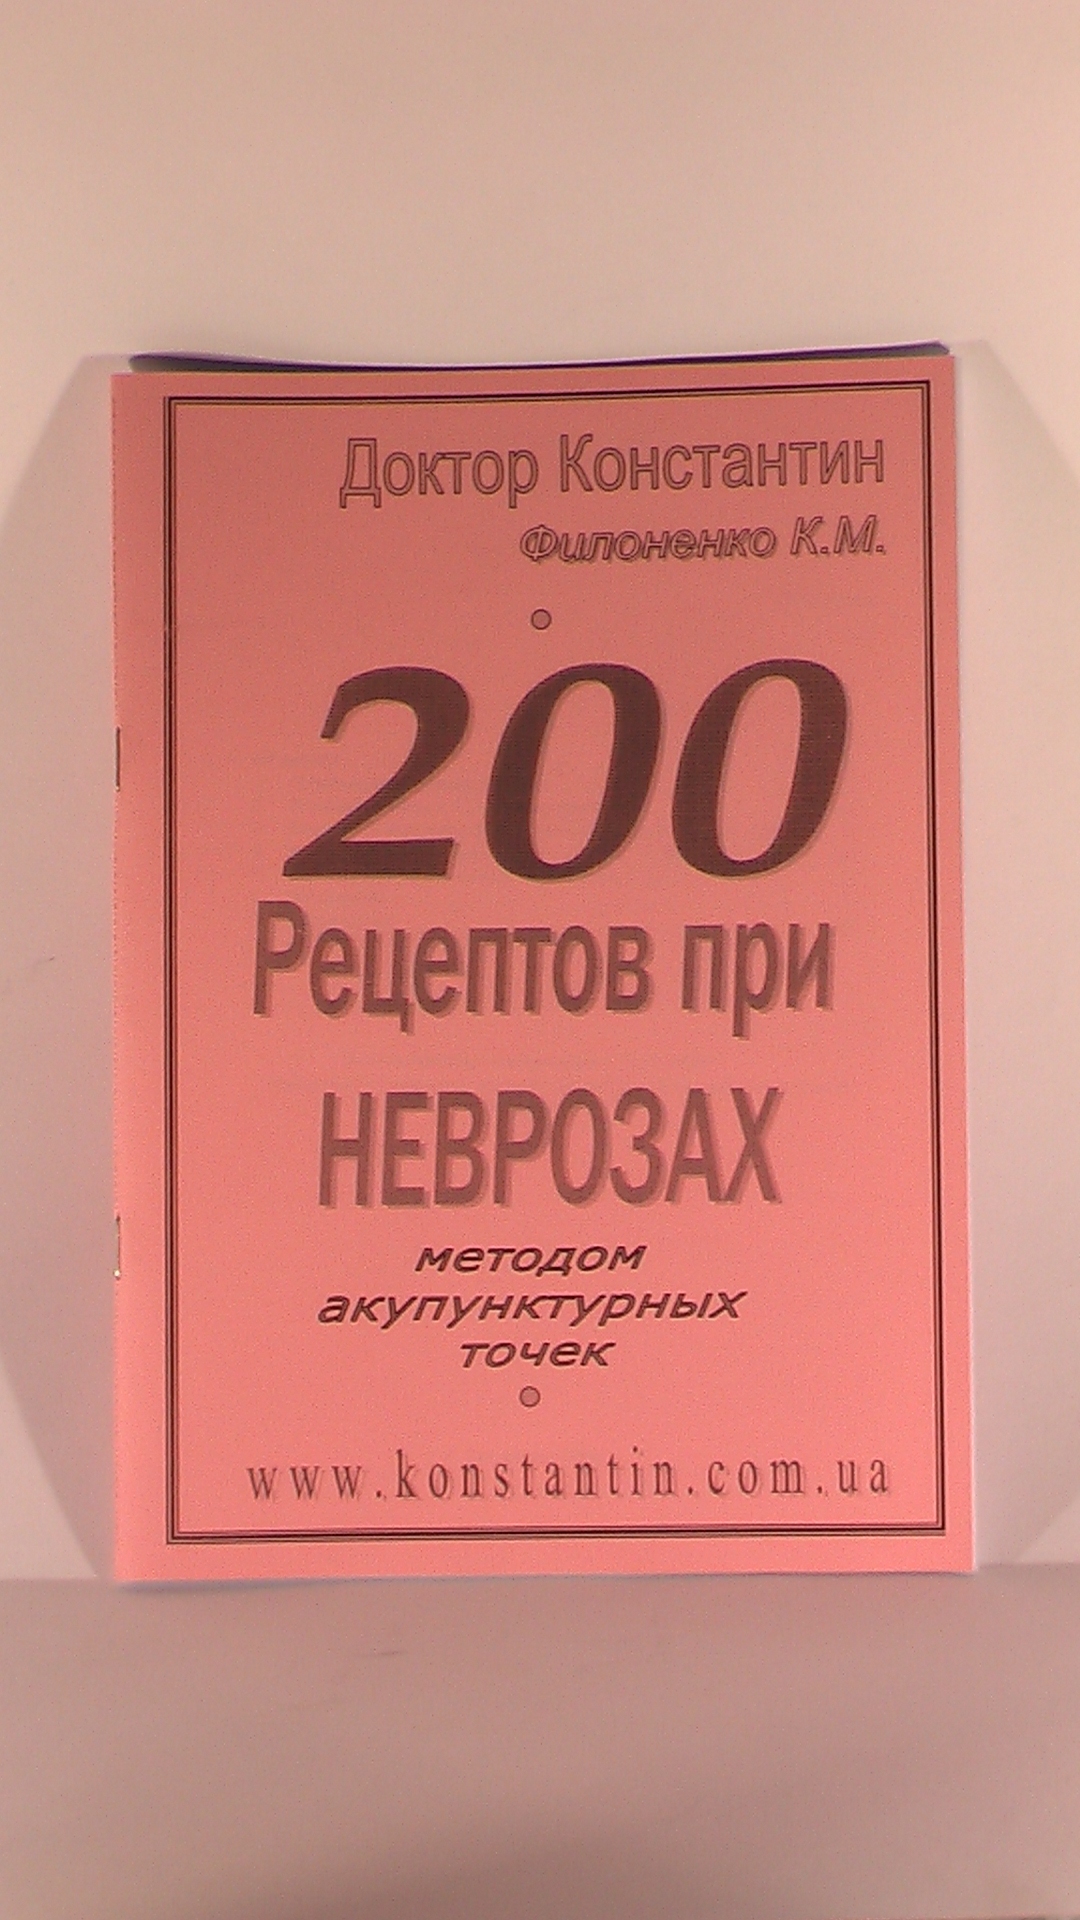 Доктор Константин
Филоненко К.М.
200
Рецептов при
НЕВРОЗАХ
методом
акупунктурных
точек
www.konstantin.com.ua